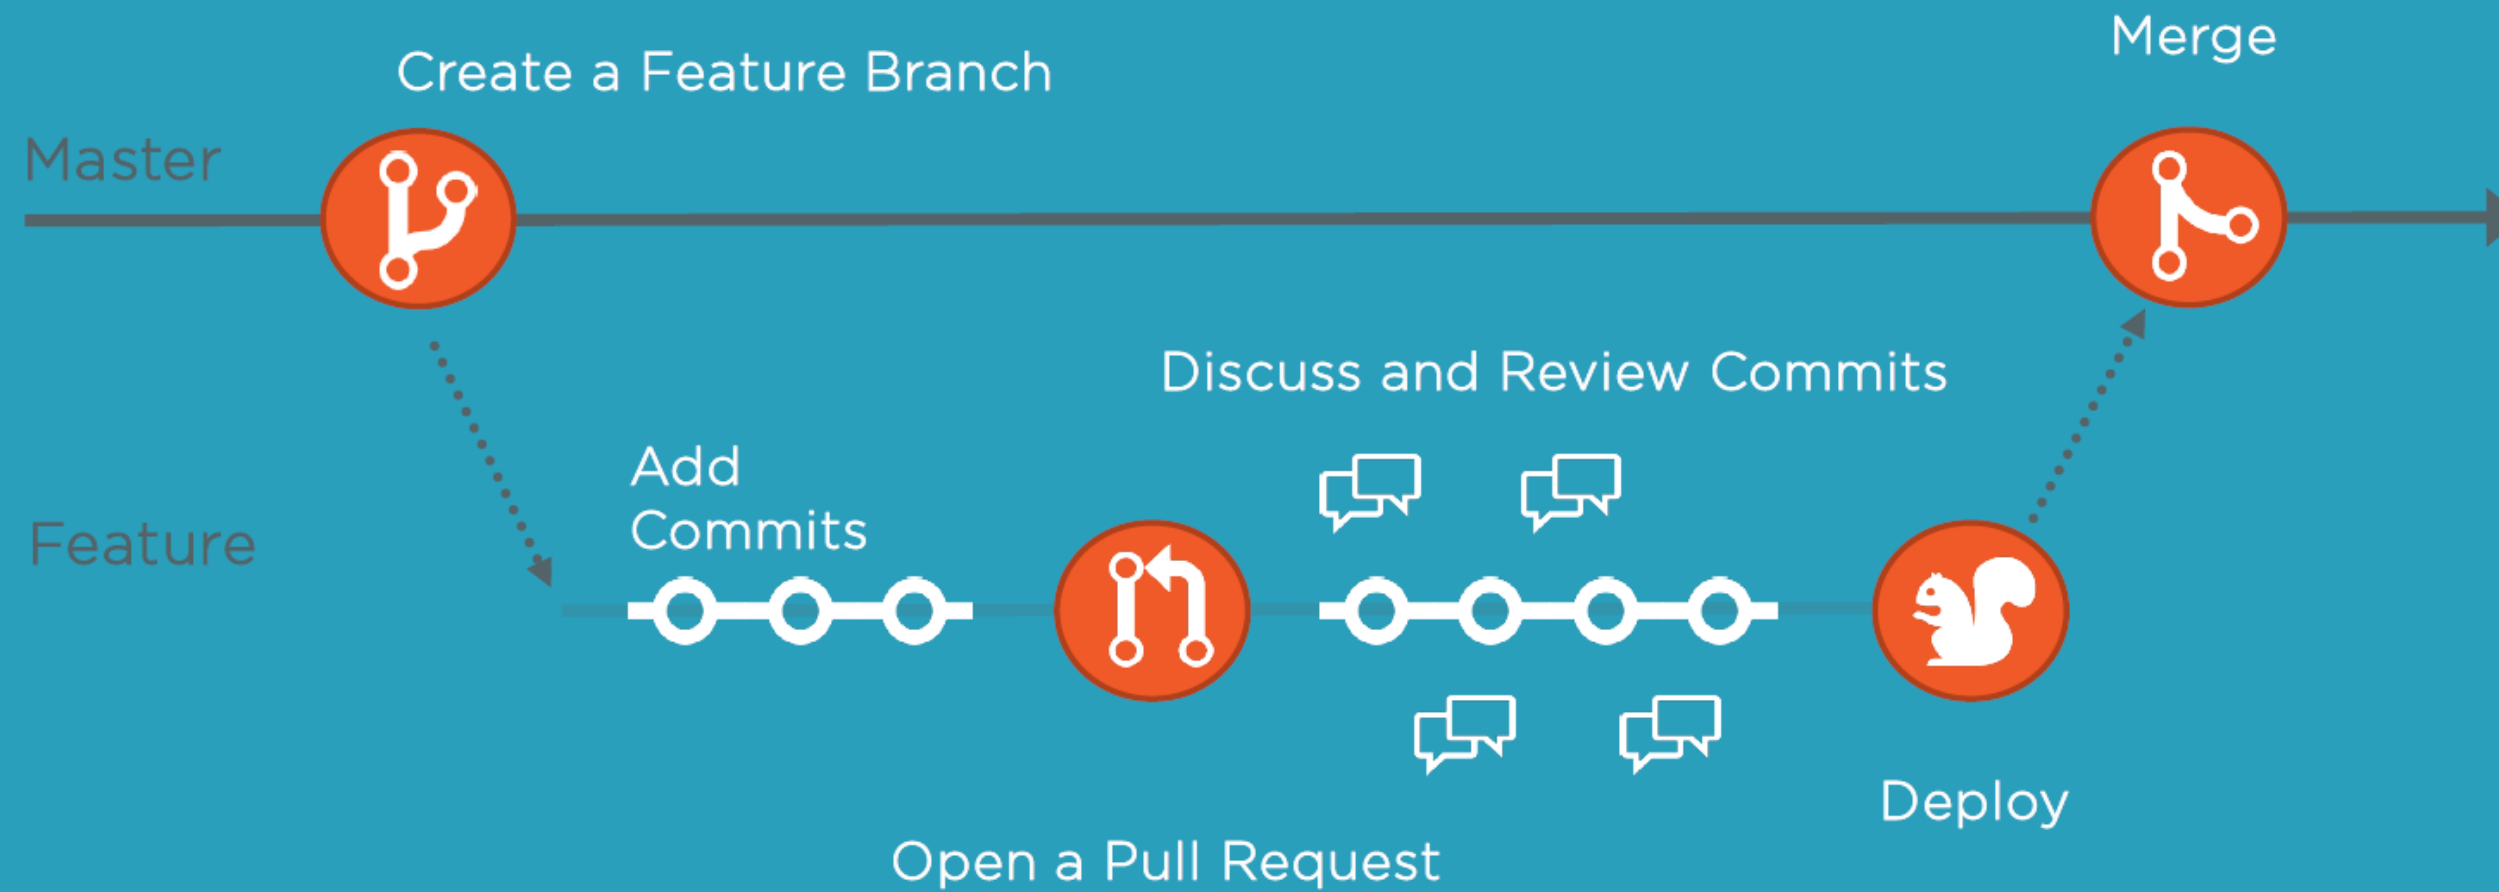 Merge
Create a Feature Branch
Master
Discuss and Review Commits
Add
Commits
Feature
Deploy
Open a Pull Request